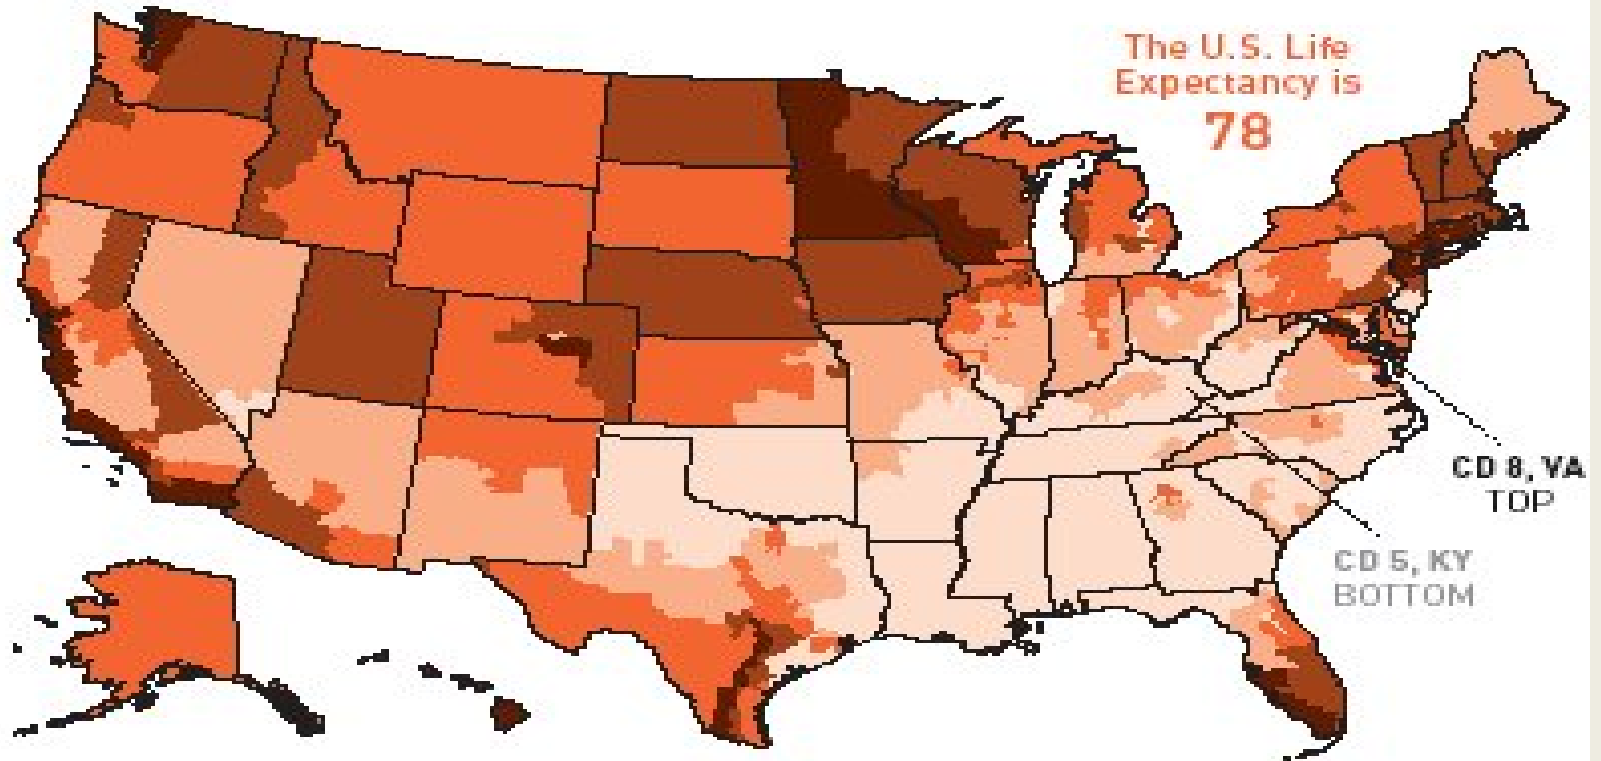 The U.S. Life
Expectancy is
78
CD 8, VA
TOP
CD 5, KY
BOTTOM